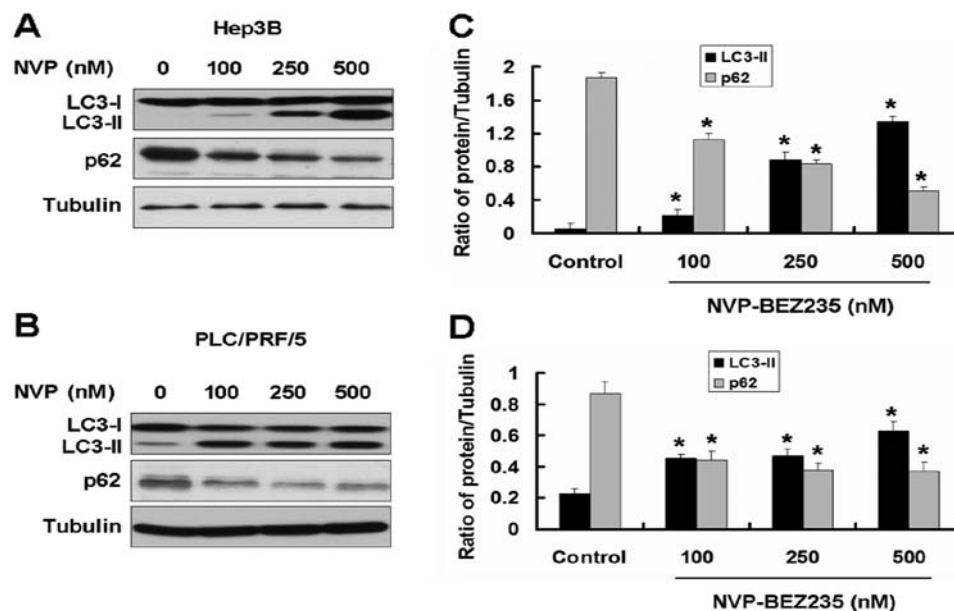 A
Hep3B
NVP (nM) 0 100 250 500
LC3-I
LC3-II
p62
Tubulin
B
PLC/PRF/5
NVP (nM) 0 100 250 500
LC3-I
LC3-II
p62
Tubulin
C
LC3-II
p62
Ratio of protein/Tubulin
2
1.6
1.2
0.8
0.4
0
* * * * * *
Control 100 250 500
NVP-BEZ235 (nM)
D
LC3-II
p62
Ratio of protein/Tubulin
1
0.8
0.6
0.4
0.2
0
* * * * * *
Control 100 250 500
NVP-BEZ235 (nM)